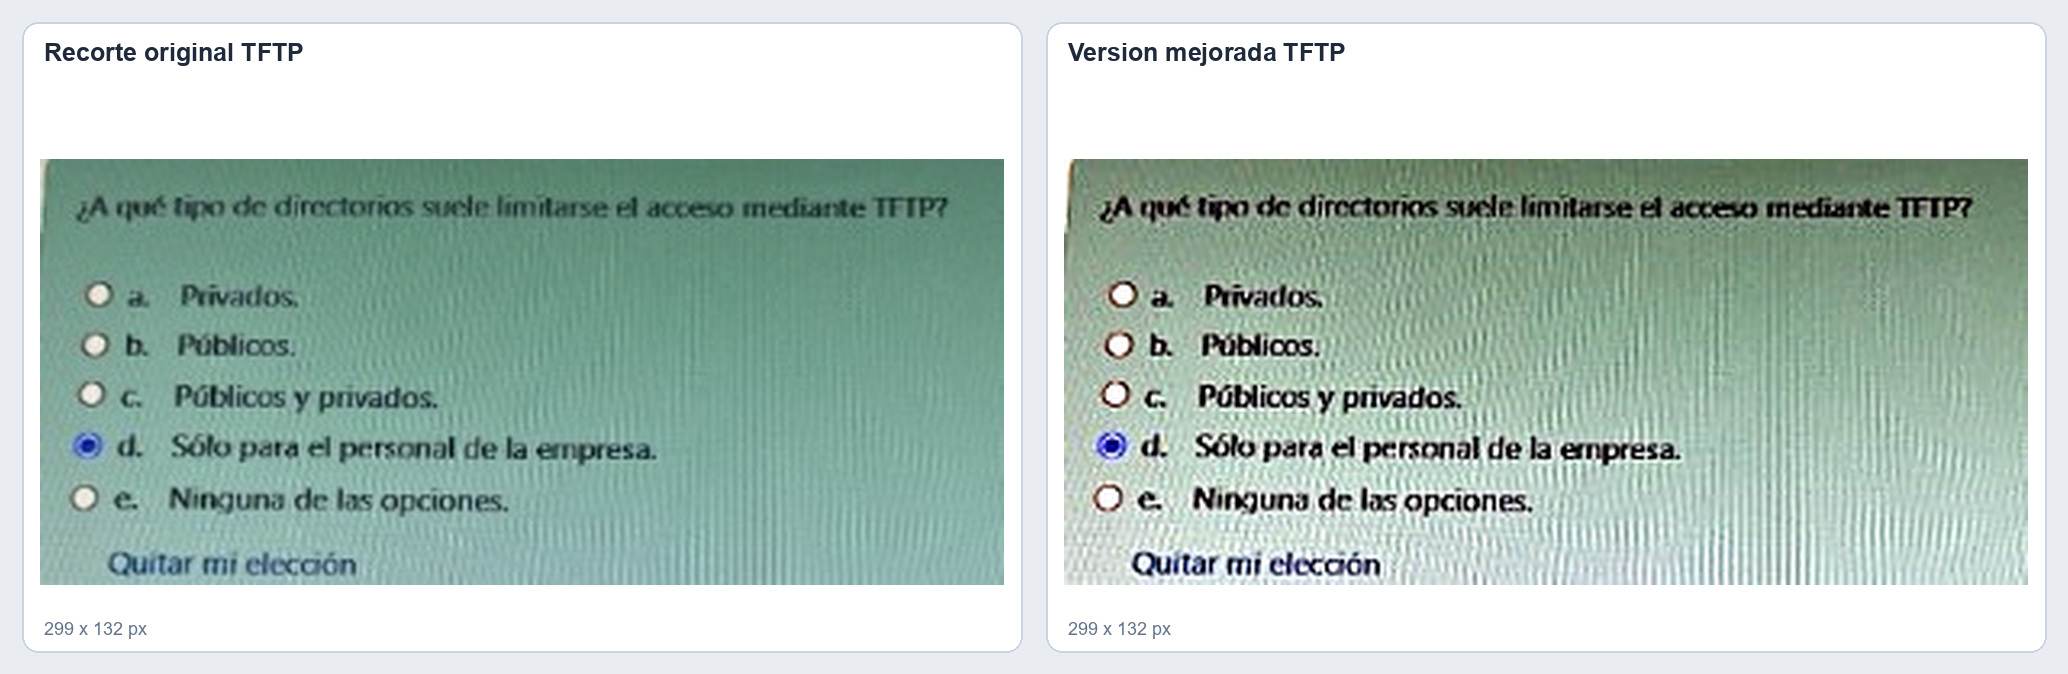 Recorte original TFTP
¿A qué tipo de directorios suele limitarse el acceso mediante TFTP?
a. Privados.
b. Públicos.
c. Públicos y privados.
d. Sólo para el personal de la empresa.
e. Ninguna de las opciones.
Quitar mi elección
299 x 132 px
Version mejorada TFTP
¿A qué tipo de directorios suele limitarse el acceso mediante TFTP?
a. Privados.
b. Públicos.
c. Públicos y privados.
d. Sólo para el personal de la empresa.
e. Ninguna de las opciones.
Quitar mi elección
299 x 132 px